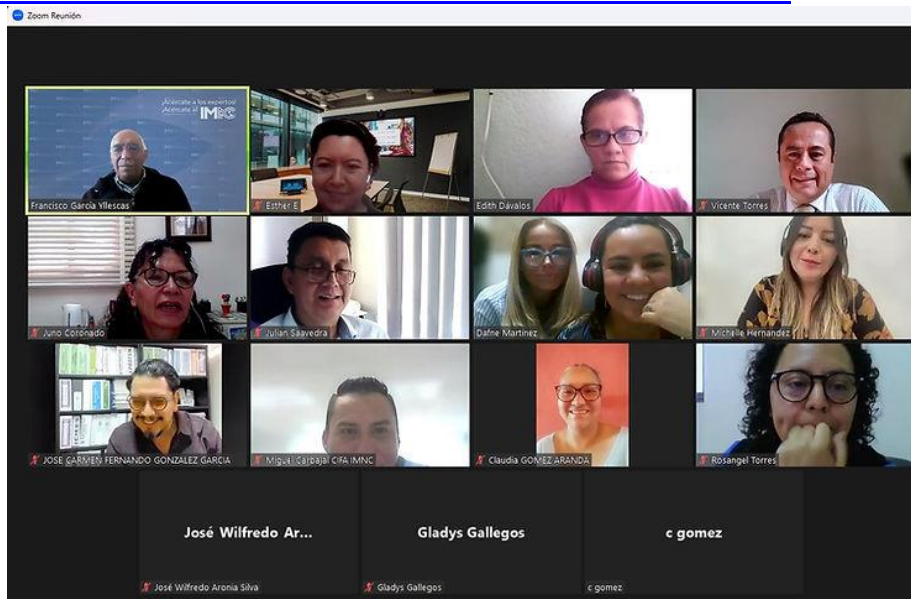 Zoom Reunión
¡Acércate a los expertos!
¡Acércate al IMNC
Francisco García Yllescas
Esther E
Edith Dávalos
Vicente Torres
Juno Coronado
Julian Saavedra
Dafne Martínez
Michelle Hernandez
JOSE CARMEN FERNANDO GONZALEZ GARCIA
Miguel Carbajal CIFA IMNC
Claudia GOMEZ ARANDA
Rosangel Torres
José Wilfredo Ar...
Gladys Gallegos
c gomez
José Wilfredo Aronia Silva
Gladys Gallegos
c gomez